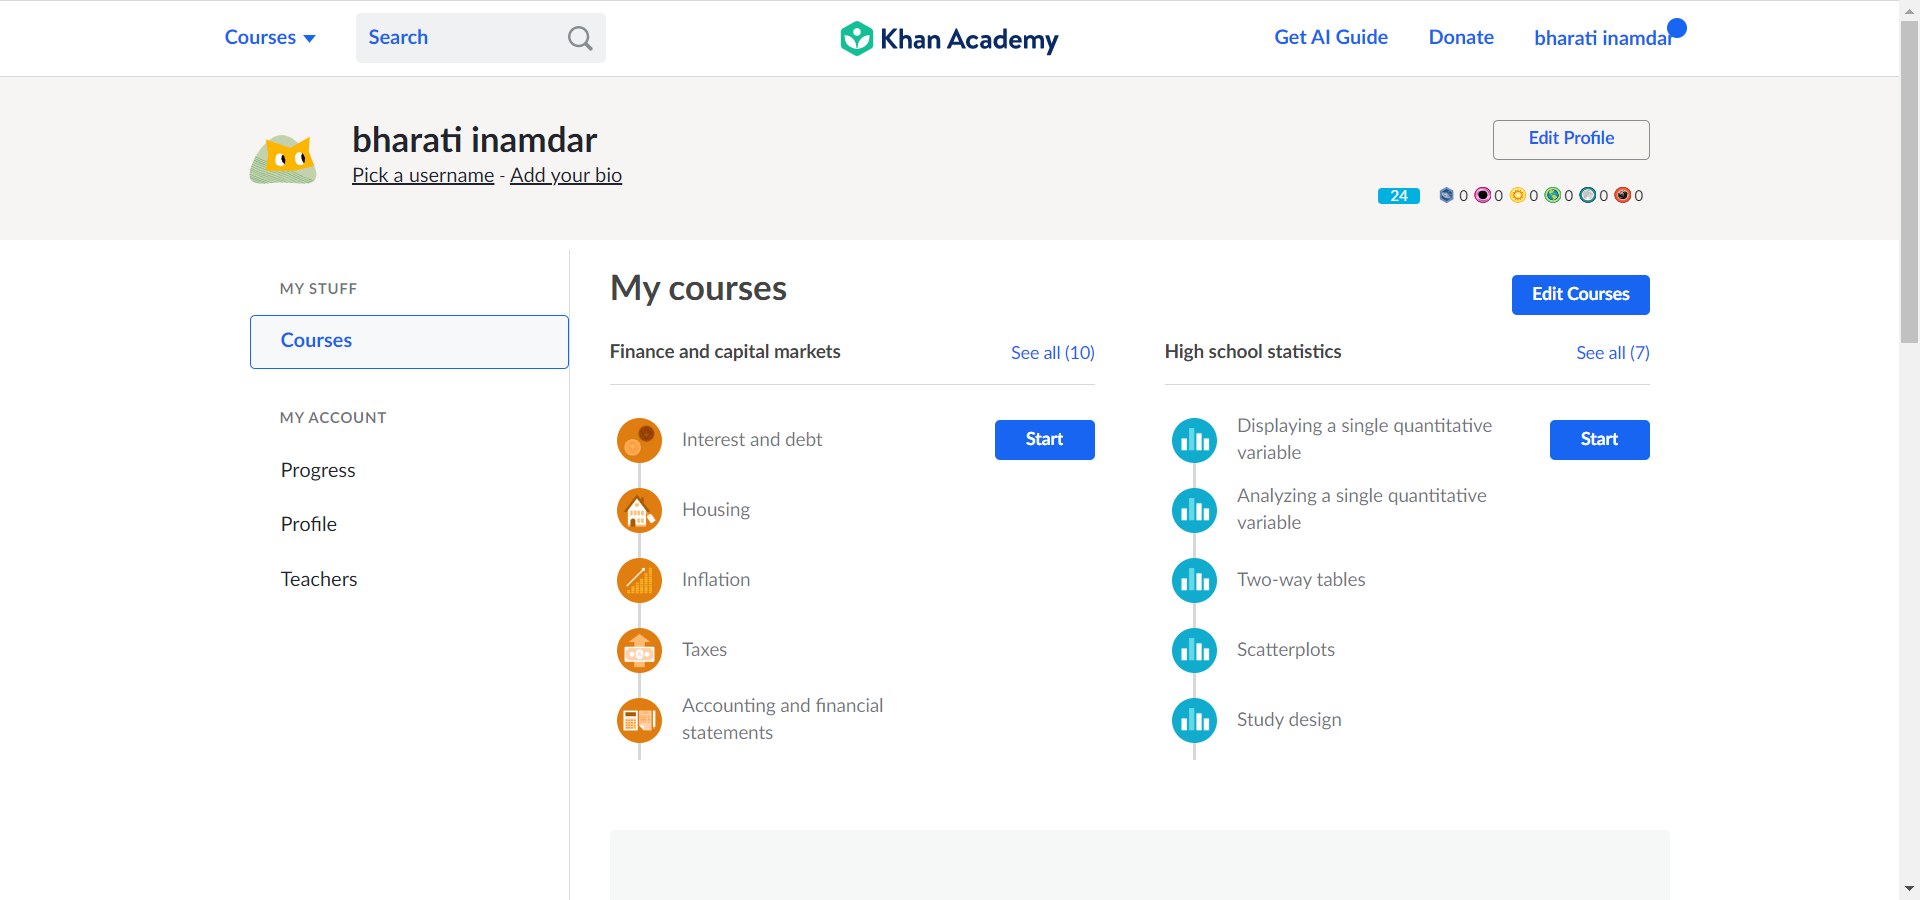 Courses
Search
Khan Academy
Get AI Guide
Donate
bharati inamdar
bharati inamdar
Pick a username - Add your bio
Edit Profile
24 0 0 0 0 0 0
MY STUFF
Courses
MY ACCOUNT
Progress
Profile
Teachers
My courses
Edit Courses
Finance and capital markets
See all (10)
Interest and debt
Start
Housing
Inflation
Taxes
Accounting and financial
statements
High school statistics
See all (7)
Displaying a single quantitative
variable
Start
Analyzing a single quantitative
variable
Two-way tables
Scatterplots
Study design